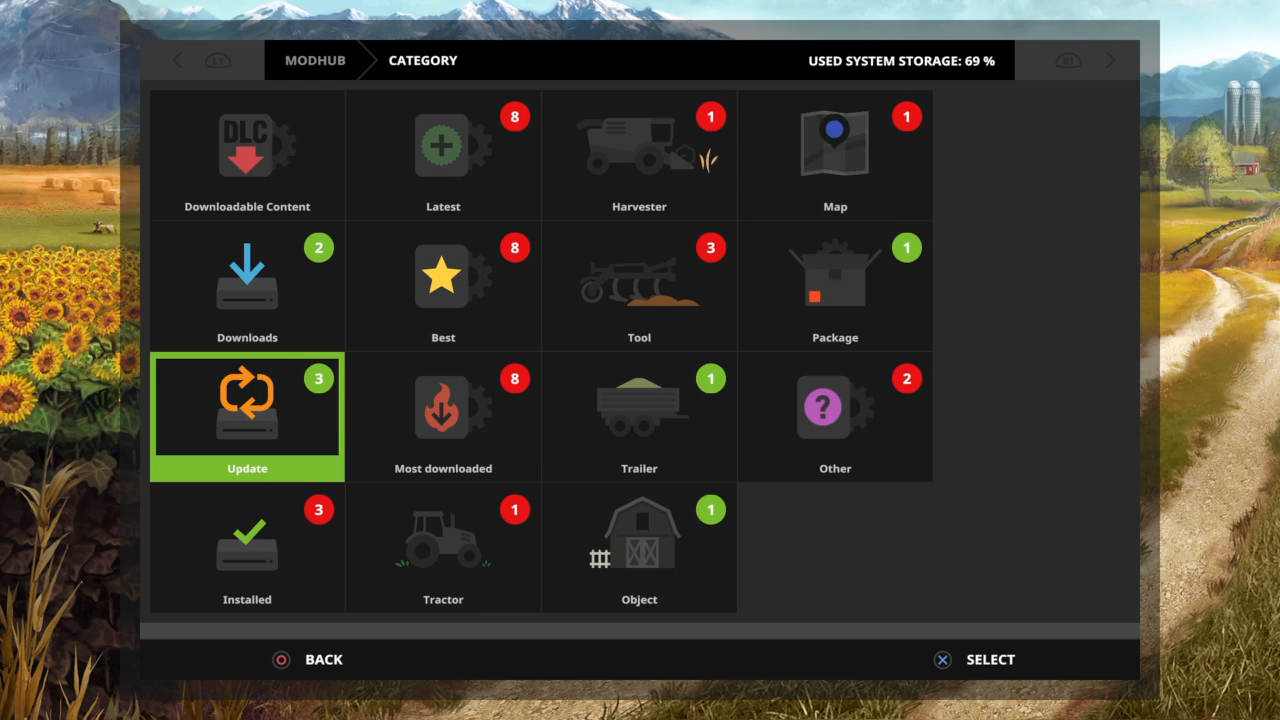 L1
MODHUB
CATEGORY
USED SYSTEM STORAGE: 69 %
R1
DLC
Downloadable Content
8
Latest
1
Harvester
1
Map
2
Downloads
8
Best
3
Tool
1
Package
3
Update
8
Most downloaded
1
Trailer
?
2
Other
3
Installed
1
Tractor
1
Object
BACK
SELECT